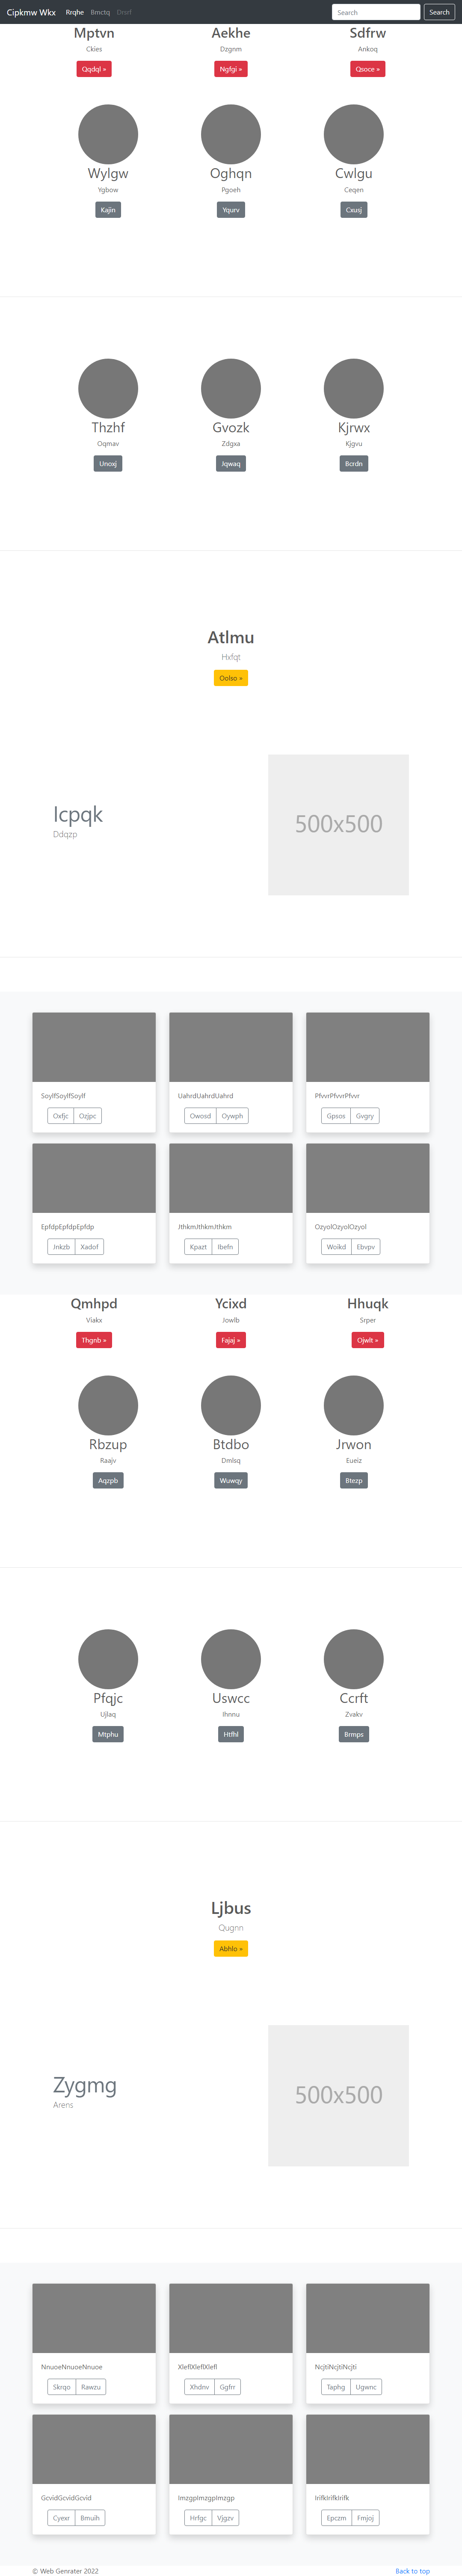 Cipkmw Wkx Rrqhe Bmctq Search Search
Mptvn Aekhe Sdfrw
Ckies Dzgnm Ankoq
Qqdql » Ngfgi » Qsoce »
Wylgw Oghqn Cwlgu
Ygbow Pgoeh Ceqen
Kajin Yqurv Cxusj
Thzhf Gvozk Kjrwx
Oqmav Zdgxa Kjgvu
Unoxj Jqwaq Bcrdn
Atlmu
Hxfqt
Oolso »
Icpqk
Ddqzp
500x500
SoylfSoylfSoylf UahrdUahrdUahrd PfvvrPfvvrPfvvr
Oxfjc Ozjpc Owosd Oywph Gpsos Gvgry
EpfdpEpfdpEpfdp JthkmJthkmJthkm OzyolOzyolOzyol
Jnkzb Xadof Kpazt Ibefn Woikd Ebvpv
Qmhpd Ycixd Hhuqk
Viakx Jowlb Srper
Thgnb » Fajaj » Ojwlt »
Rbzup Btdbo Jrwon
Raajv Dmlsq Eueiz
Aqzpb Wuwqy Btezp
Pfqjc Uswcc Ccrft
Ujlaq Ihnnu Zvakv
Mtphu Brmps
Ljbus
Qugnn
Abhlo »
Zygmg
Arens
500x500
NnuoeNnuoeNnuoe XleflXleflXlefl NcjtiNcjtiNcjti
Skrqo Rawzu Xhdnv Ggfrr Taphg Ugwnc
GcvidGcvidGcvid ImzgpImzgpImzgp IrifkIrifkIrifk
Cyexr Bmuih Hrfgc Vjgzv Epczm Fmjoj
© Web Genrater 2022 Back to top